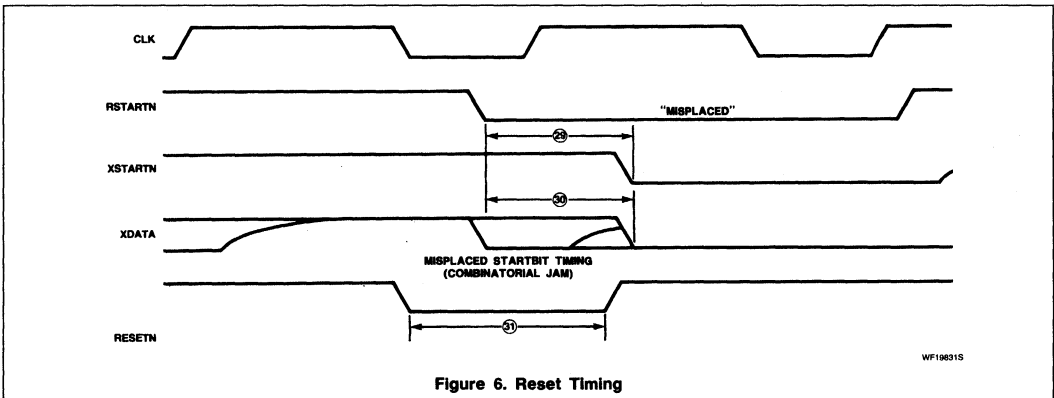 CLK
RSTARTN
"MISPLACED"
29
XSTARTN
30
XDATA
MISPLACED STARTBIT TIMING
(COMBINATORIAL JAM)
31
RESETN
WF19831S
Figure 6. Reset Timing